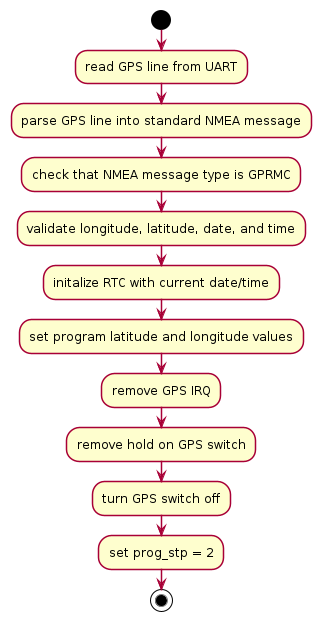 read GPS line from UART
parse GPS line into standard NMEA message
check that NMEA message type is GPRMC
validate longitude, latitude, date, and time
initalize RTC with current date/time
set program latitude and longitude values
remove GPS IRQ
remove hold on GPS switch
turn GPS switch off
set prog_stp = 2